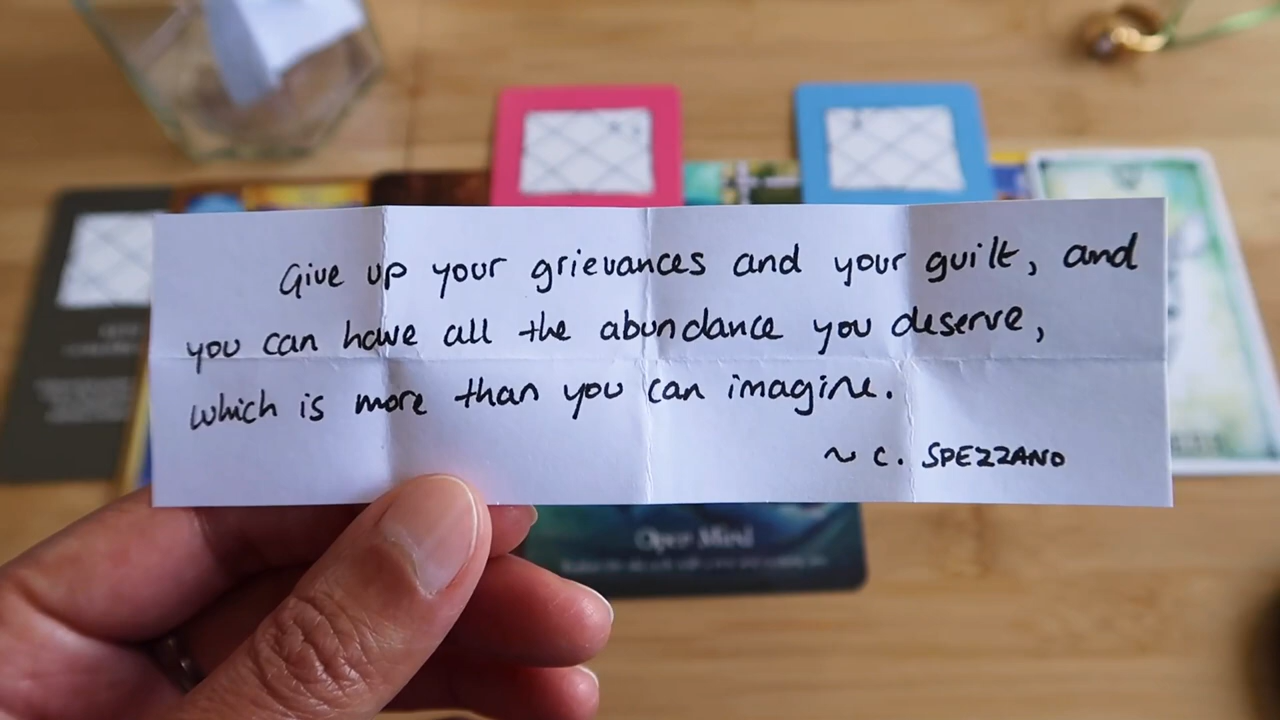 Give up your grievances and your guilt, and
you can have all the abundance you deserve,
which is more than you can imagine.
~ C. SPEZZANO
Open Mind